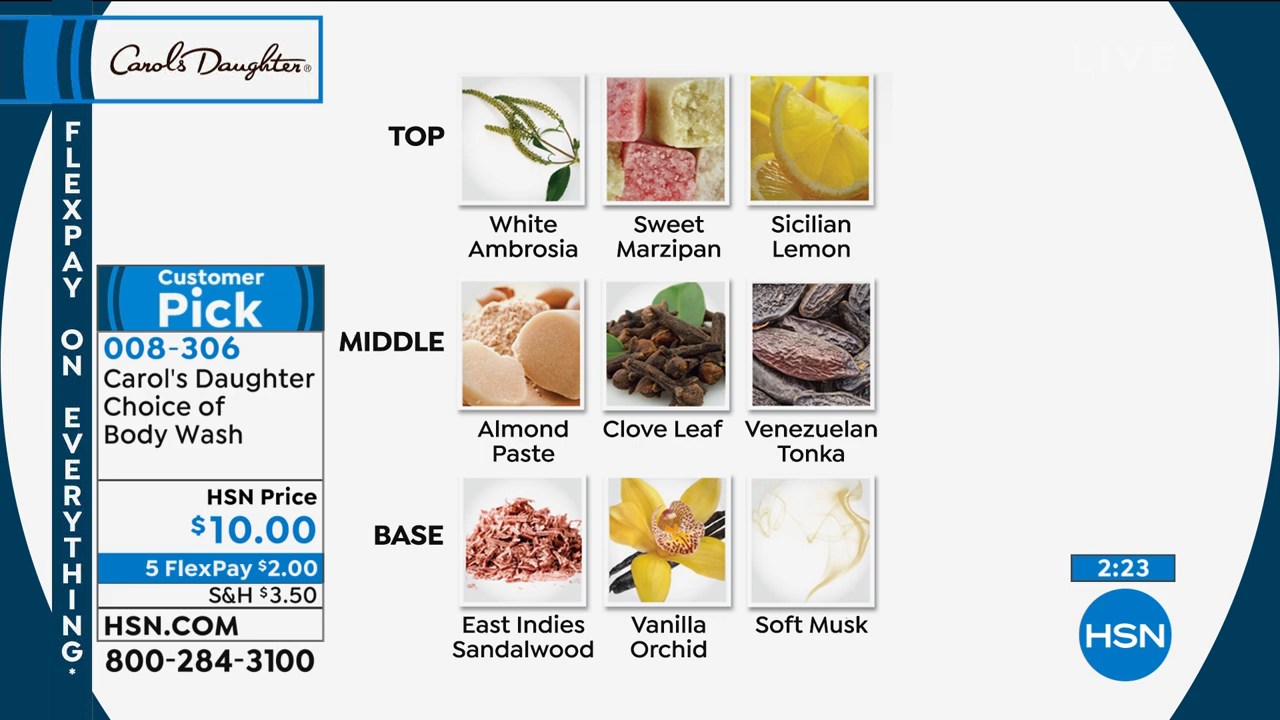 Carol's Daughter®
LIVE
FLEXPAY ON EVERYTHING*
TOP
White
Ambrosia
Sweet
Marzipan
Sicilian
Lemon
MIDDLE
Almond
Paste
Clove Leaf
Venezuelan
Tonka
BASE
East Indies
Sandalwood
Vanilla
Orchid
Soft Musk
Customer
Pick
008-306
Carol's Daughter
Choice of
Body Wash
HSN Price
$10.00
5 FlexPay $2.00
S&H $3.50
HSN.COM
800-284-3100
2:23
HSN